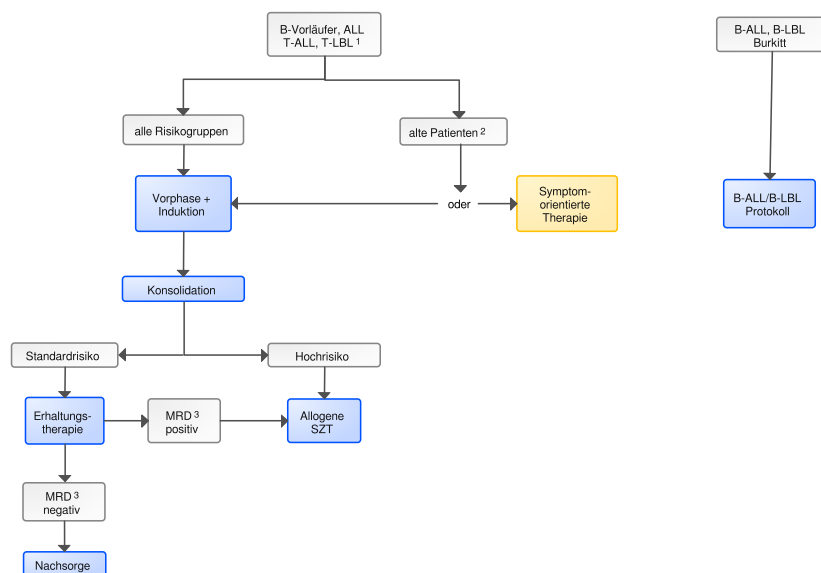 B-Vorläufer, ALL
T-ALL, T-LBL 1
B-ALL, B-LBL
Burkitt
alle Risikogruppen
alte Patienten 2
Vorphase +
Induktion
oder
Symptom-
orientierte
Therapie
B-ALL/B-LBL
Protokoll
Konsolidation
Standardrisiko
Hochrisiko
Erhaltungs-
therapie
MRD 3
positiv
Allogene
SZT
MRD 3
negativ
Nachsorge